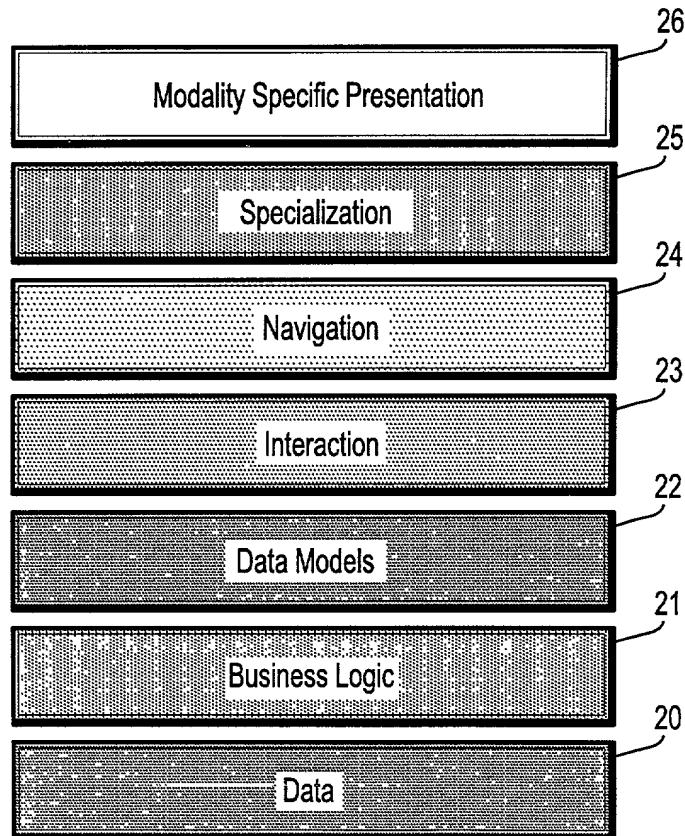 26
Modality Specific Presentation
25
Specialization
24
Navigation
23
Interaction
22
Data Models
21
Business Logic
20
Data